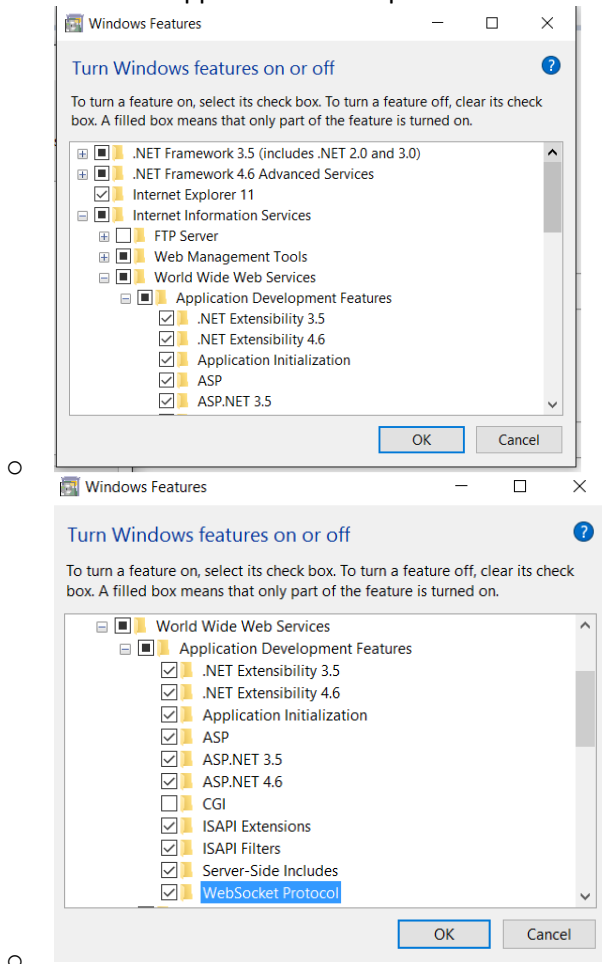 Windows Features
Turn Windows features on or off
To turn a feature on, select its check box. To turn a feature off, clear its check
box. A filled box means that only part of the feature is turned on.
.NET Framework 3.5 (includes .NET 2.0 and 3.0)
.NET Framework 4.6 Advanced Services
Internet Explorer 11
Internet Information Services
FTP Server
Web Management Tools
World Wide Web Services
Application Development Features
.NET Extensibility 3.5
.NET Extensibility 4.6
Application Initialization
ASP
ASP.NET 3.5
OK Cancel
Windows Features
Turn Windows features on or off
To turn a feature on, select its check box. To turn a feature off, clear its check
box. A filled box means that only part of the feature is turned on.
World Wide Web Services
Application Development Features
.NET Extensibility 3.5
.NET Extensibility 4.6
Application Initialization
ASP
ASP.NET 3.5
ASP.NET 4.6
CGI
ISAPI Extensions
ISAPI Filters
Server-Side Includes
WebSocket Protocol
OK Cancel